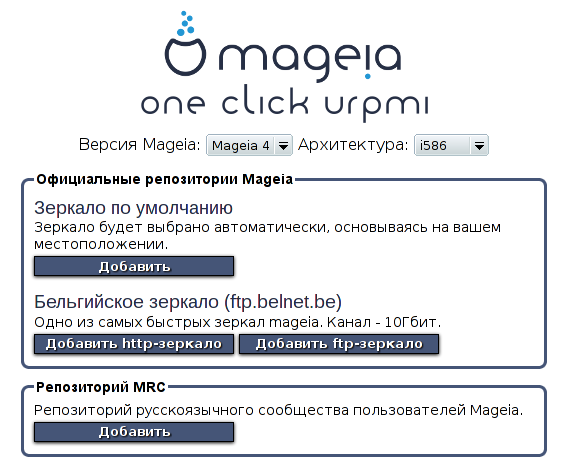 mageia
one click urpmi
Версия Mageia: Mageia 4 Архитектура: i586
Официальные репозитории Mageia
Зеркало по умолчанию
Зеркало будет выбрано автоматически, основываясь на вашем
местоположении.
Добавить
Бельгийское зеркало (ftp.belnet.be)
Одно из самых быстрых зеркал mageia. Канал - 10Гбит.
Добавить http-зеркало Добавить ftp-зеркало
Репозиторий MRC
Репозиторий русскоязычного сообщества пользователей Mageia.
Добавить